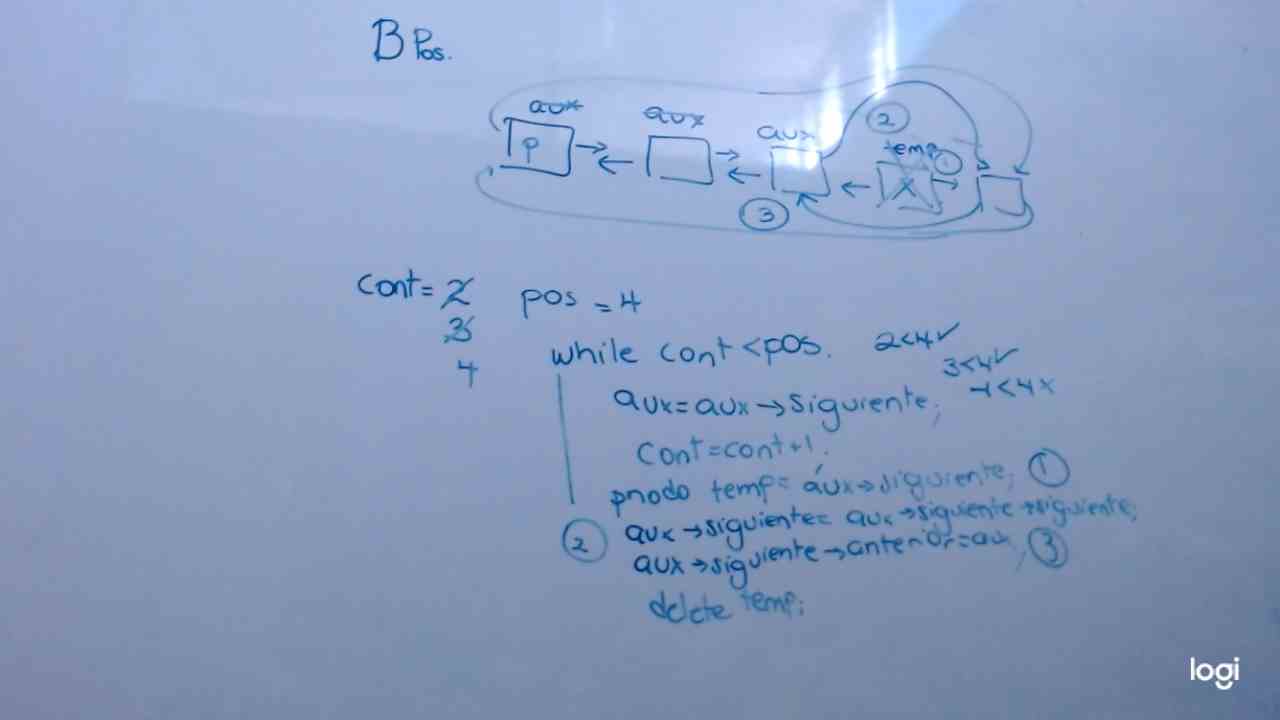 B Pos.
aux aux aux ②
temp ①
P X
③
cont = 2 pos = 4
3
4
while cont < pos. 2<4✓
3<4✓
4<4 x
aux = aux → siguiente;
cont = cont + 1;
pnodo temp = aux → siguiente; ①
② aux → siguiente = aux → siguiente → siguiente;
aux → siguiente → anterior = aux; ③
delete temp;
logi